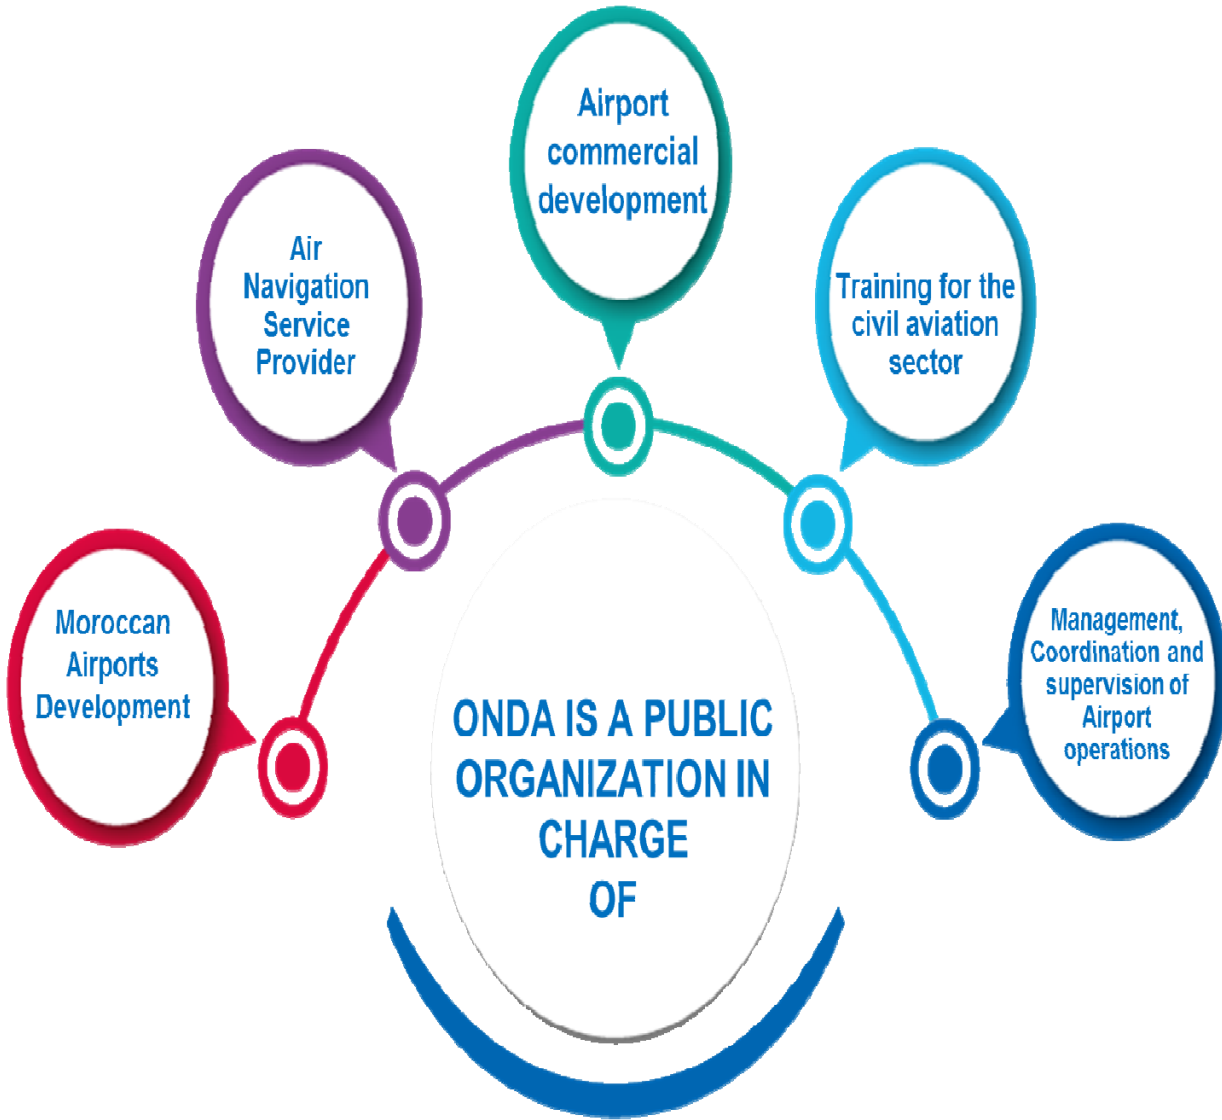 Airport
commercial
development
Air
Navigation
Service
Provider
Training for the
civil aviation
sector
Moroccan
Airports
Development
Management,
Coordination and
supervision of
Airport
operations
ONDA IS A PUBLIC
ORGANIZATION IN
CHARGE
OF